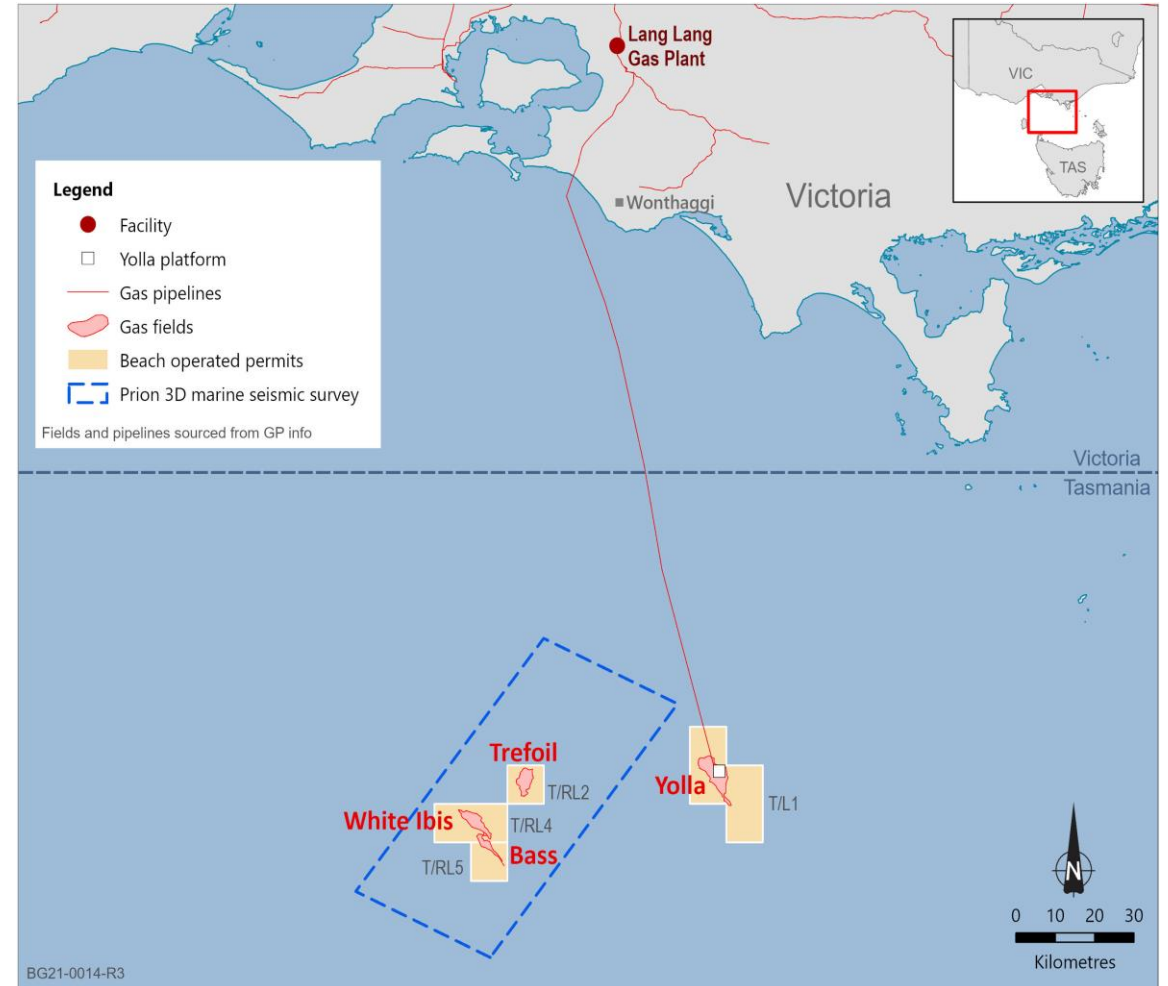 Lang Lang
Gas Plant
VIC
TAS
Legend
Facility
Yolla platform
Gas pipelines
Gas fields
Beach operated permits
Prion 3D marine seismic survey
Fields and pipelines sourced from GP info
Wonthaggi
Victoria
Victoria
Tasmania
Trefoil
T/RL2
Yolla
T/L1
White Ibis
T/RL4
T/RL5
Bass
N
0 10 20 30
Kilometres
BG21-0014-R3